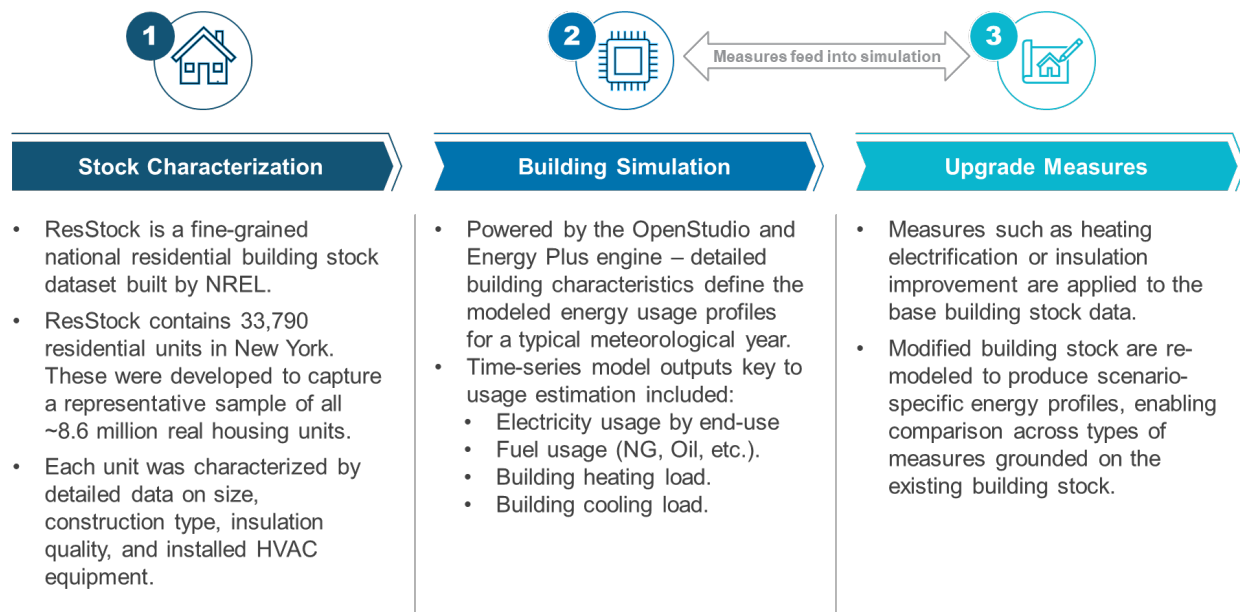 1
2
Measures feed into simulation
3
Stock Characterization
Building Simulation
Upgrade Measures
• ResStock is a fine-grained
national residential building stock
dataset built by NREL.
• ResStock contains 33,790
residential units in New York.
These were developed to capture
a representative sample of all
~8.6 million real housing units.
• Each unit was characterized by
detailed data on size,
construction type, insulation
quality, and installed HVAC
equipment.
• Powered by the OpenStudio and
Energy Plus engine – detailed
building characteristics define the
modeled energy usage profiles
for a typical meteorological year.
• Time-series model outputs key to
usage estimation included:
• Electricity usage by end-use
• Fuel usage (NG, Oil, etc.).
• Building heating load.
• Building cooling load.
• Measures such as heating
electrification or insulation
improvement are applied to the
base building stock data.
• Modified building stock are re-
modeled to produce scenario-
specific energy profiles, enabling
comparison across types of
measures grounded on the
existing building stock.